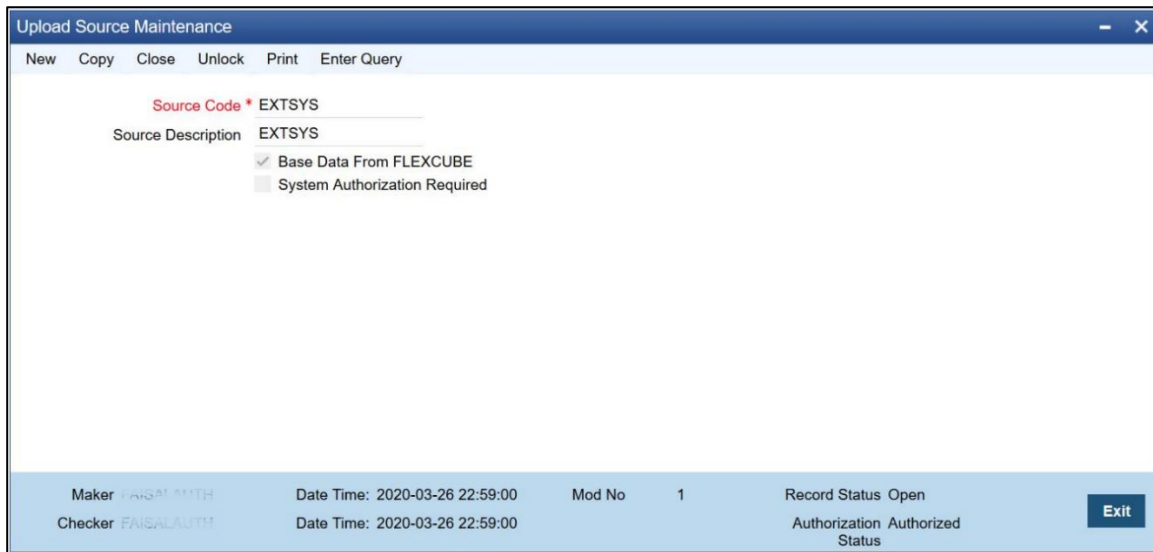 Upload Source Maintenance
New Copy Close Unlock Print Enter Query
Source Code * EXTSYS
Source Description EXTSYS
Base Data From FLEXCUBE
System Authorization Required
Maker FAISALAUTH Date Time: 2020-03-26 22:59:00 Mod No 1 Record Status Open
Checker FAISALAUTH Date Time: 2020-03-26 22:59:00 Authorization Status Authorized
Exit